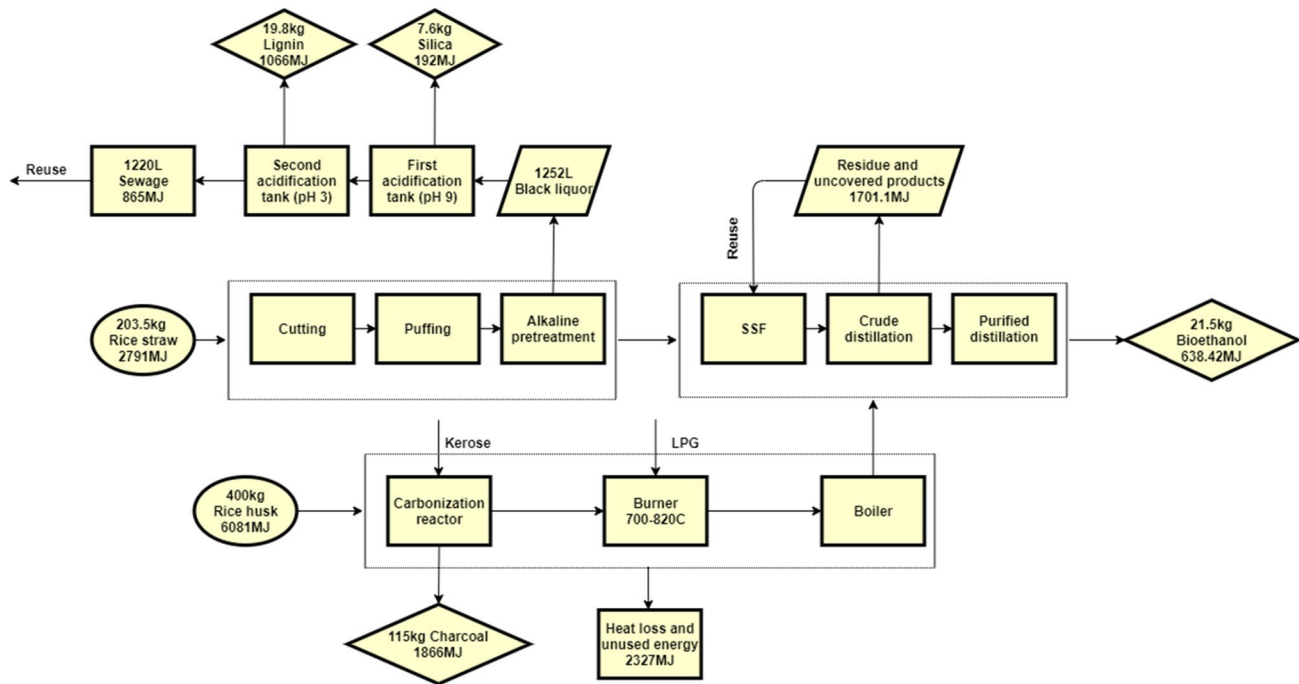 19.8kg
Lignin
1066MJ
7.6kg
Silica
192MJ
Reuse
1220L
Sewage
865MJ
Second
acidification
tank (pH 3)
First
acidification
tank (pH 9)
1252L
Black liquor
Residue and
uncovered products
1701.1MJ
Reuse
203.5kg
Rice straw
2791MJ
Cutting
Puffing
Alkaline
pretreatment
SSF
Crude
distillation
Purified
distillation
21.5kg
Bioethanol
638.42MJ
Kerose
LPG
400kg
Rice husk
6081MJ
Carbonization
reactor
Burner
700-820C
Boiler
115kg Charcoal
1866MJ
Heat loss and
unused energy
2327MJ